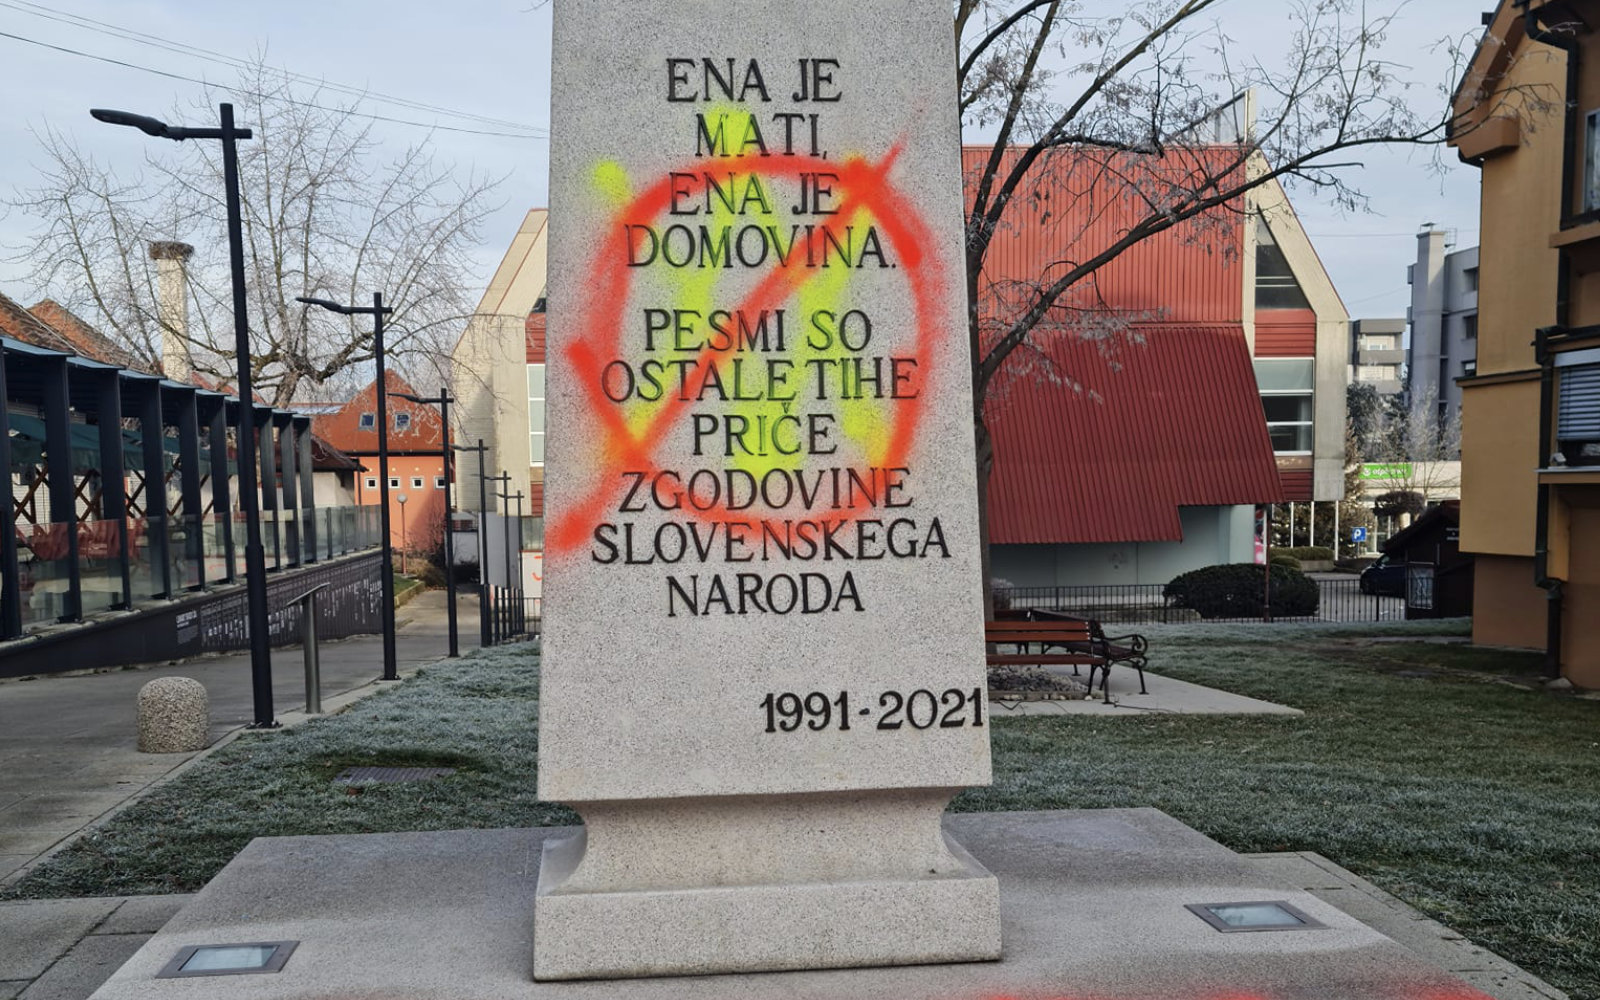 ENA JE
MATI,
ENA JE
DOMOVINA.
PESMI SO
OSTALE TIHE
PRIČE
ZGODOVINE
SLOVENSKEGA
NARODA
1991-2021
P